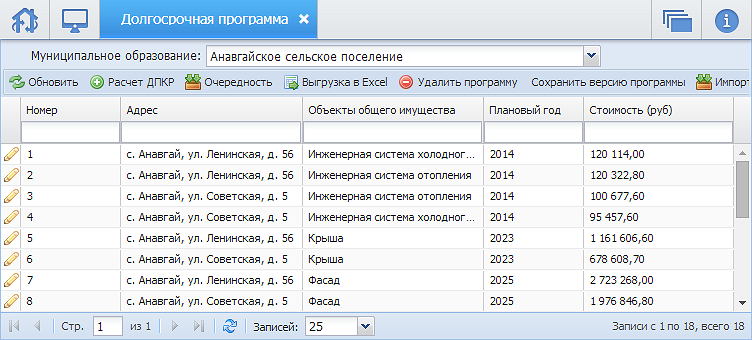 Долгосрочная программа
Муниципальное образование: Анавгайское сельское поселение
Обновить Расчет ДПКР Очередность Выгрузка в Excel Удалить программу Сохранить версию программы Импорт
Номер Адрес Объекты общего имущества Плановый год Стоимость (руб)
1 с. Анавгай, ул. Ленинская, д. 56 Инженерная система холодног... 2014 120 114,00
2 с. Анавгай, ул. Ленинская, д. 56 Инженерная система отопления 2014 120 322,80
3 с. Анавгай, ул. Советская, д. 5 Инженерная система отопления 2014 100 677,60
4 с. Анавгай, ул. Советская, д. 5 Инженерная система холодног... 2014 95 457,60
5 с. Анавгай, ул. Ленинская, д. 56 Крыша 2023 1 161 606,60
6 с. Анавгай, ул. Советская, д. 5 Крыша 2023 678 608,70
7 с. Анавгай, ул. Ленинская, д. 56 Фасад 2025 2 723 268,00
8 с. Анавгай, ул. Советская, д. 5 Фасад 2025 1 976 846,80
Стр. 1 из 1 Записей: 25 Записи с 1 по 18, всего 18